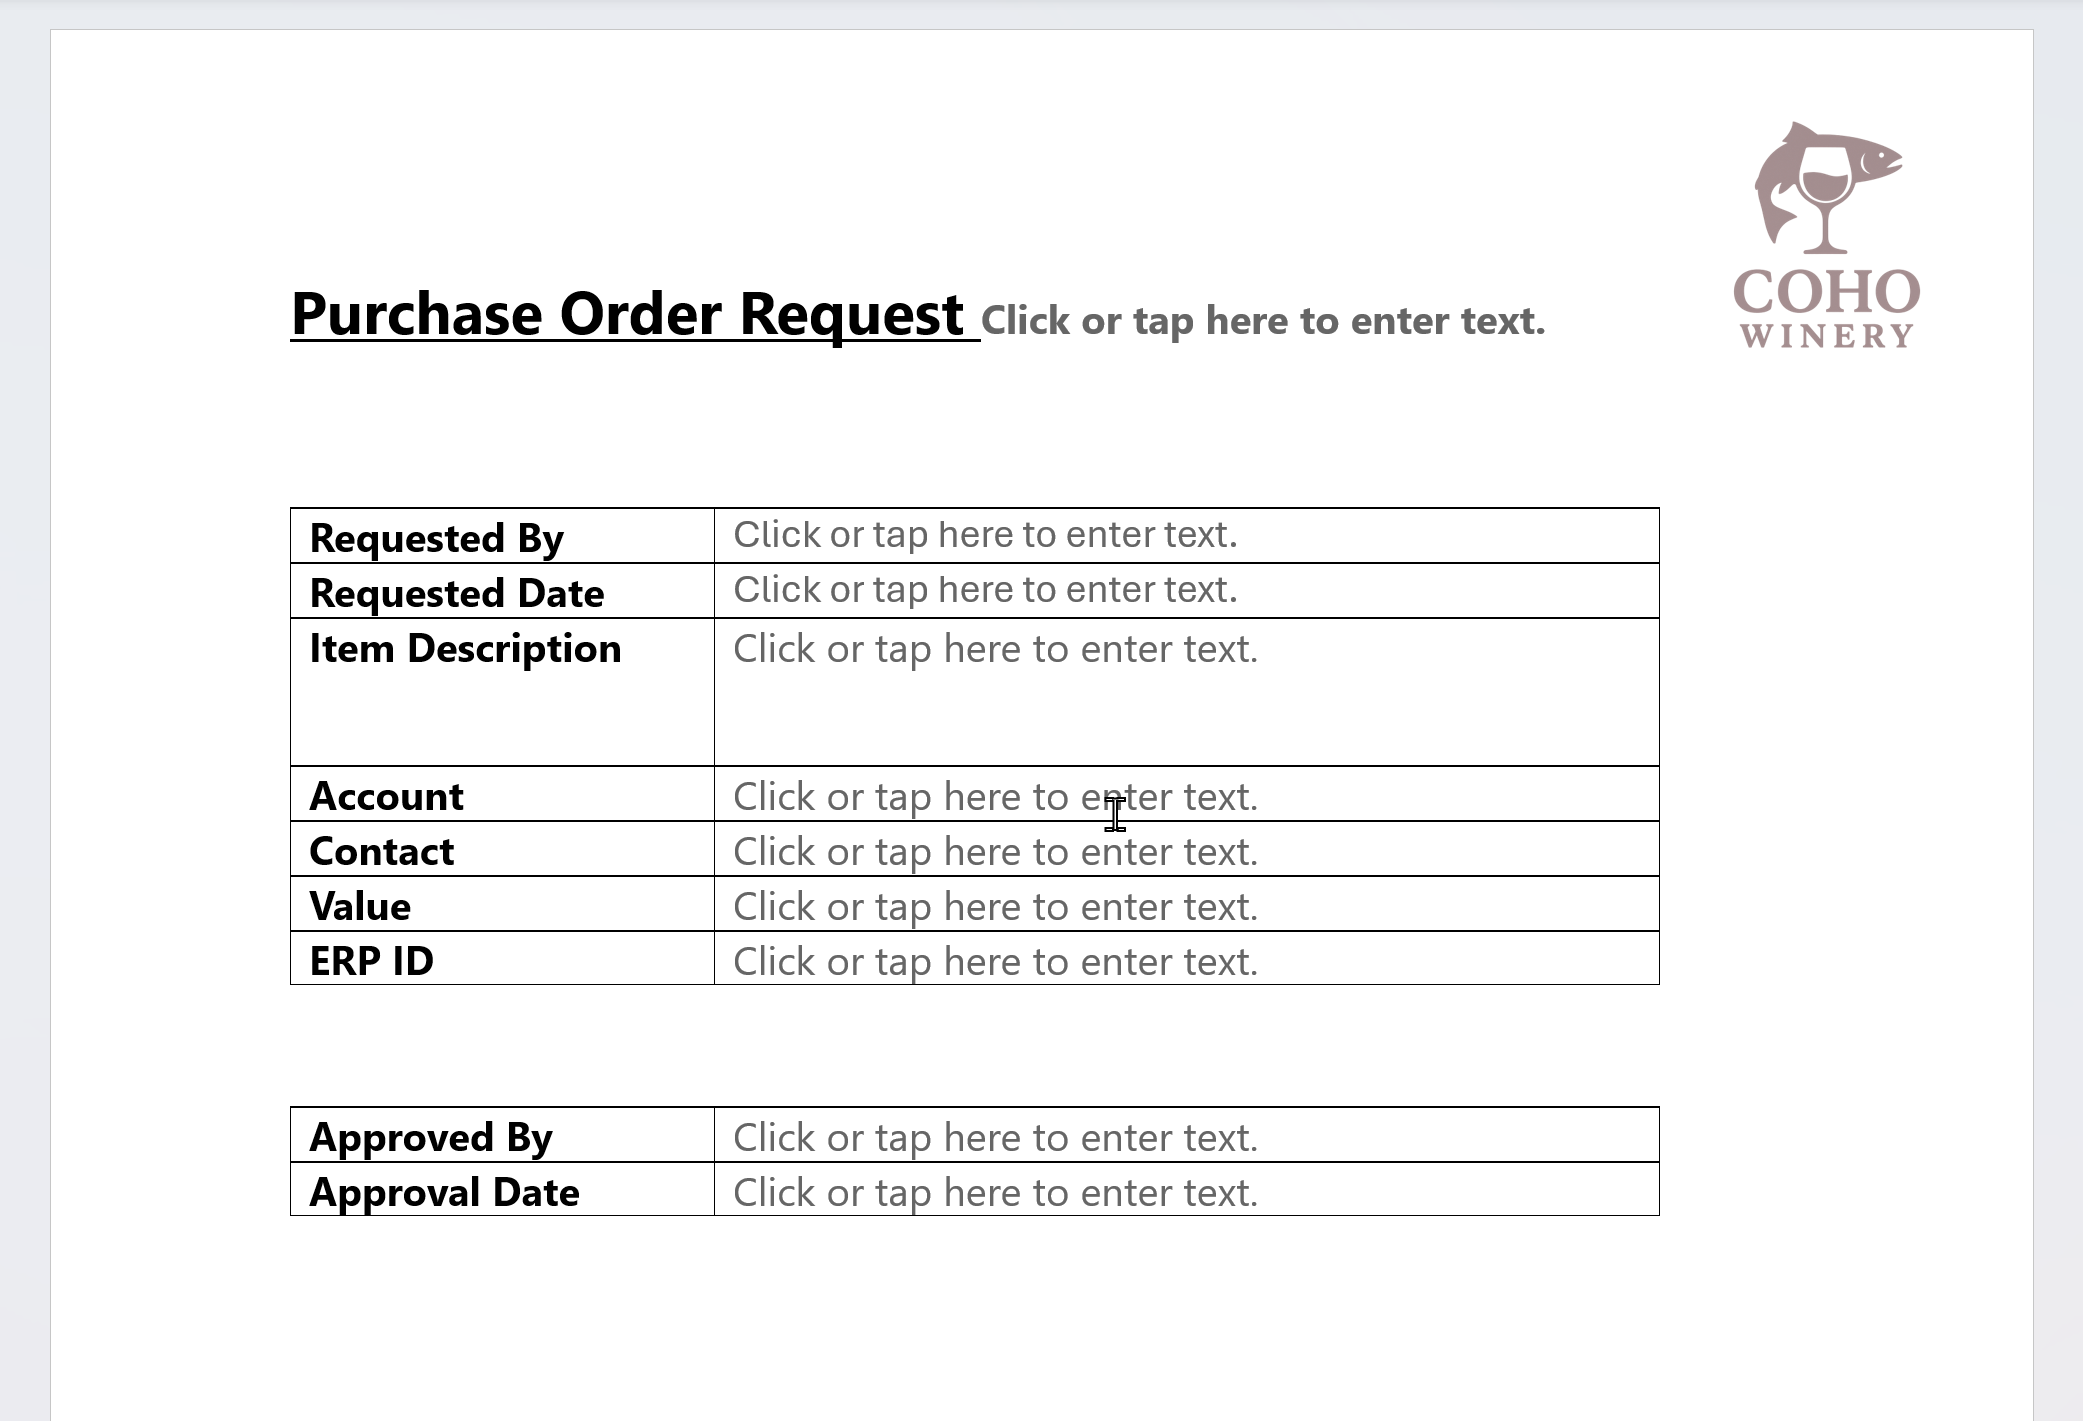 COHO
WINERY
Purchase Order Request Click or tap here to enter text.
Requested By Click or tap here to enter text.
Requested Date Click or tap here to enter text.
Item Description Click or tap here to enter text.
Account Click or tap here to enter text.
Contact Click or tap here to enter text.
Value Click or tap here to enter text.
ERP ID Click or tap here to enter text.
Approved By Click or tap here to enter text.
Approval Date Click or tap here to enter text.